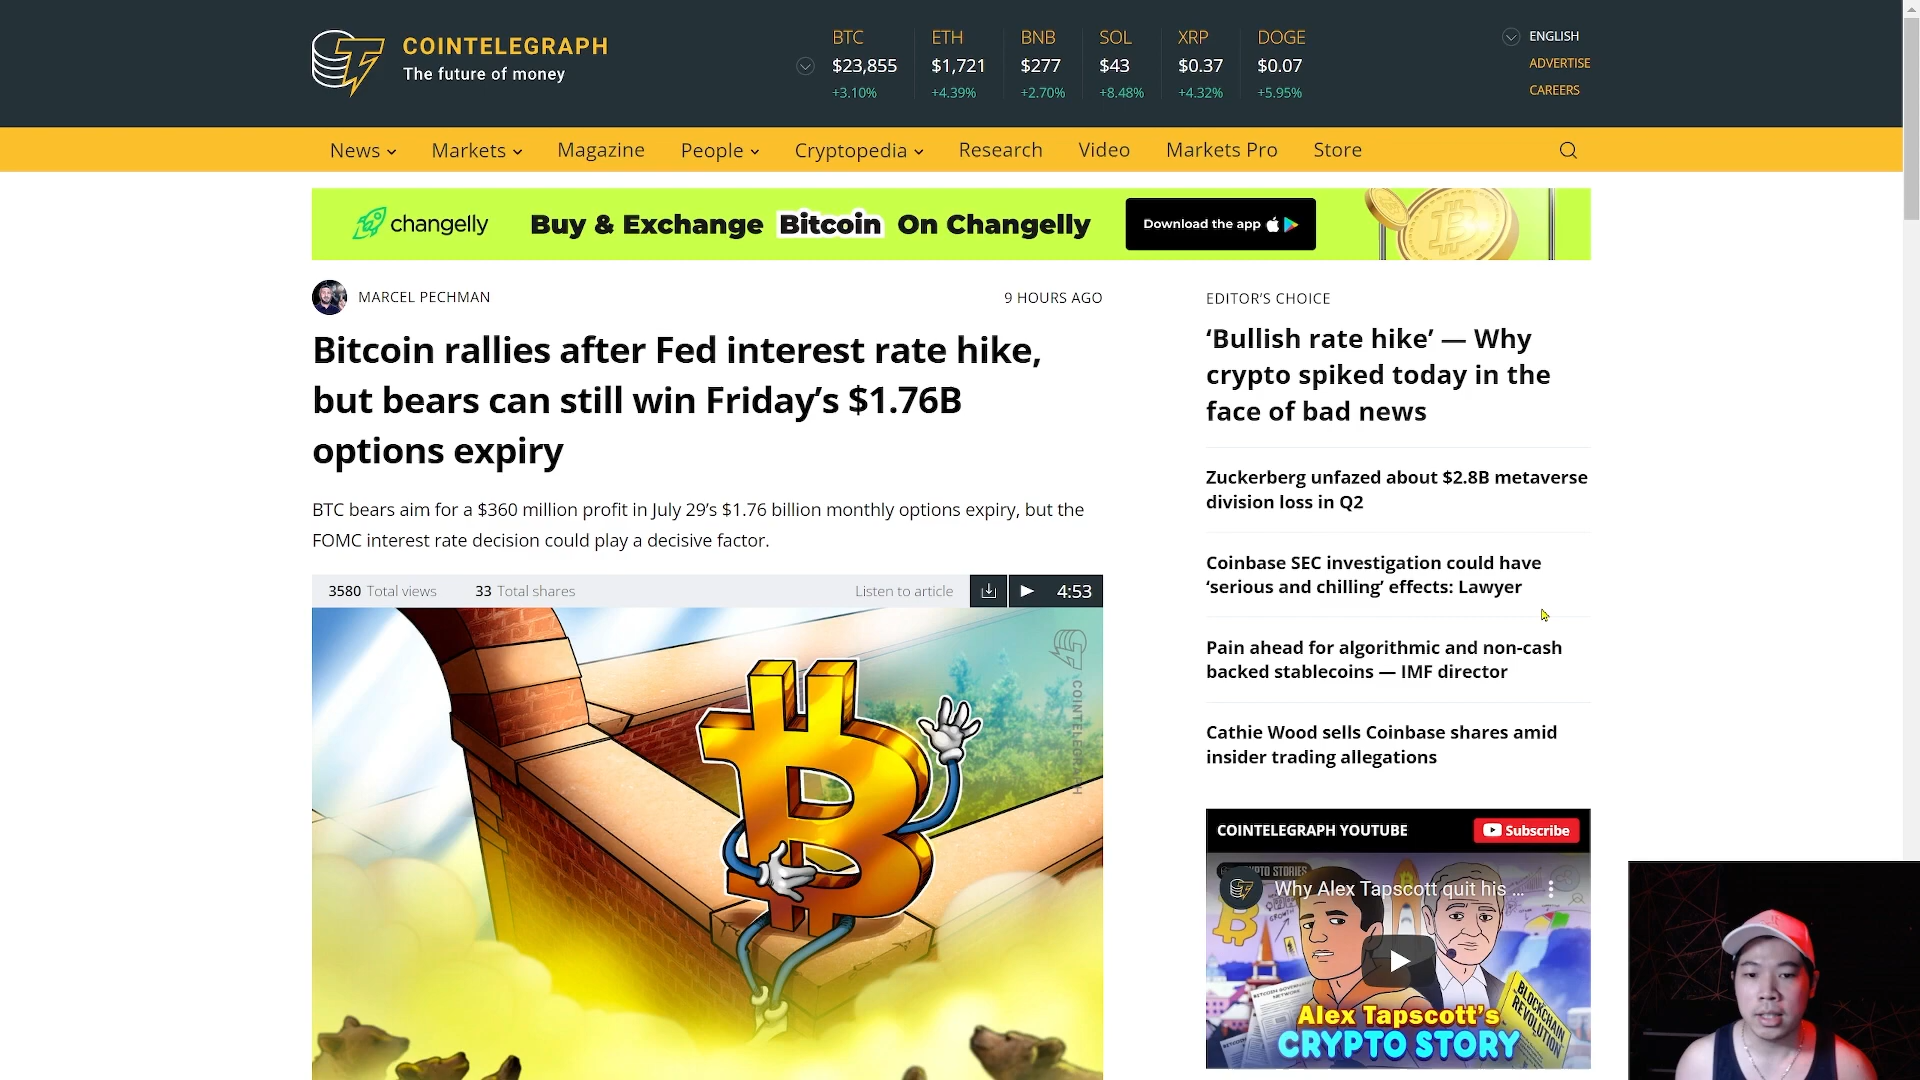 COINTELEGRAPH
The future of money
BTC
$23,855
+3.10%
ETH
$1,721
+4.39%
BNB
$277
+2.70%
SOL
$43
+8.48%
XRP
$0.37
+4.32%
DOGE
$0.07
+5.95%
ENGLISH
ADVERTISE
CAREERS
News
Markets
Magazine
People
Cryptopedia
Research
Video
Markets Pro
Store
changelly
Buy & Exchange Bitcoin On Changelly
Download the app
MARCEL PECHMAN
9 HOURS AGO
Bitcoin rallies after Fed interest rate hike,
but bears can still win Friday’s $1.76B
options expiry
BTC bears aim for a $360 million profit in July 29’s $1.76 billion monthly options expiry, but the
FOMC interest rate decision could play a decisive factor.
3580 Total views
33 Total shares
Listen to article
4:53
COINTELEGRAPH
EDITOR’S CHOICE
‘Bullish rate hike’ — Why
crypto spiked today in the
face of bad news
Zuckerberg unfazed about $2.8B metaverse
division loss in Q2
Coinbase SEC investigation could have
‘serious and chilling’ effects: Lawyer
Pain ahead for algorithmic and non-cash
backed stablecoins — IMF director
Cathie Wood sells Coinbase shares amid
insider trading allegations
COINTELEGRAPH YOUTUBE
Subscribe
Why Alex Tapscott quit his ...
BLOCKCHAIN
REVOLUTION
Alex Tapscott's
CRYPTO STORY